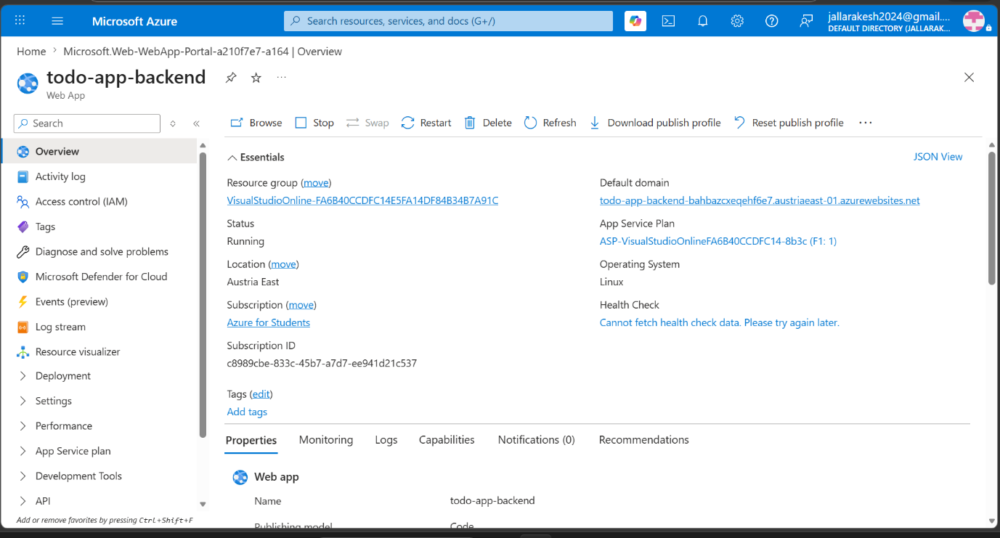 Microsoft Azure
Search resources, services, and docs (G+/)
jallarakesh2024@gmail....
DEFAULT DIRECTORY (JALLARAK...
Home > Microsoft.Web-WebApp-Portal-a210f7e7-a164 | Overview
todo-app-backend
Web App
Search
Browse Stop Swap Restart Delete Refresh Download publish profile Reset publish profile ...
Overview
Activity log
Access control (IAM)
Tags
Diagnose and solve problems
Microsoft Defender for Cloud
Events (preview)
Log stream
Resource visualizer
Deployment
Settings
Performance
App Service plan
Development Tools
API
Add or remove favorites by pressing Ctrl+Shift+F
Essentials
JSON View
Resource group (move)
VisualStudioOnline-FA6B40CCDFC14E5FA14DF84B34B7A91C
Status
Running
Location (move)
Austria East
Subscription (move)
Azure for Students
Subscription ID
c8989cbe-833c-45b7-a7d7-ee941d21c537
Default domain
todo-app-backend-bahbazcxeqehf6e7.austriaeast-01.azurewebsites.net
App Service Plan
ASP-VisualStudioOnlineFA6B40CCDFC14-8b3c (F1: 1)
Operating System
Linux
Health Check
Cannot fetch health check data. Please try again later.
Tags (edit)
Add tags
Properties Monitoring Logs Capabilities Notifications (0) Recommendations
Web app
Name todo-app-backend
Publishing model Code